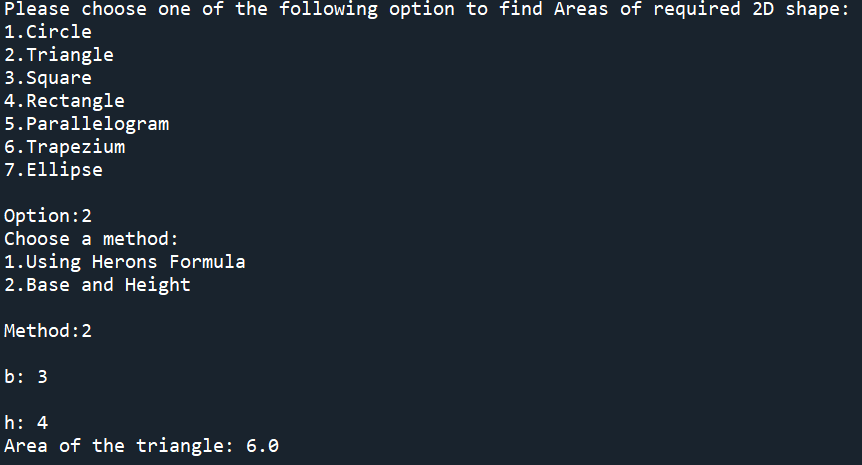 Please choose one of the following option to find Areas of required 2D shape:
1.Circle
2.Triangle
3.Square
4.Rectangle
5.Parallelogram
6.Trapezium
7.Ellipse
Option:2
Choose a method:
1.Using Herons Formula
2.Base and Height
Method:2
b: 3
h: 4
Area of the triangle: 6.0